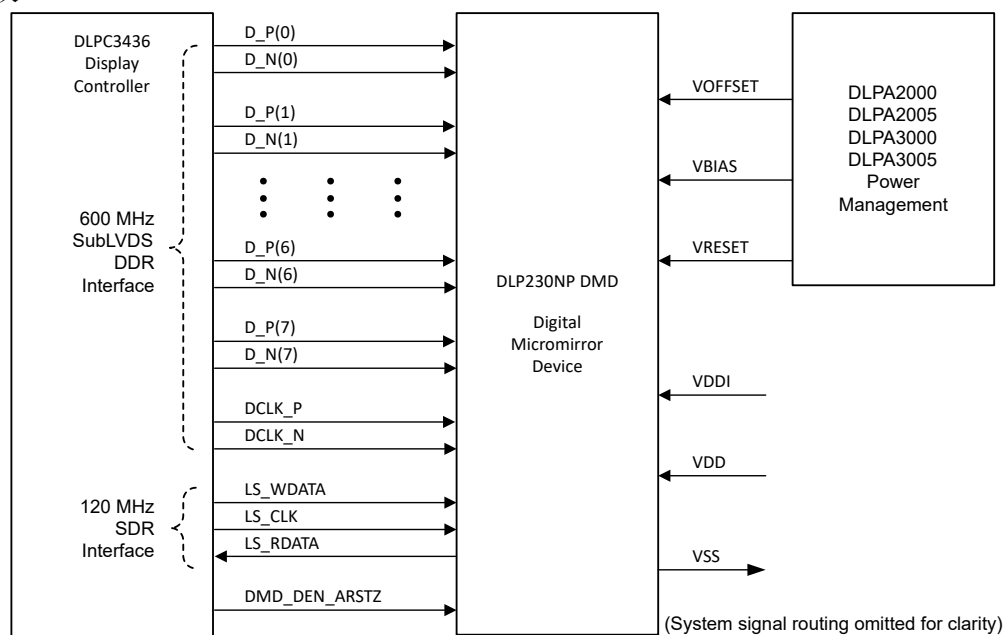 DLPC3436
Display
Controller
600 MHz
SubLVDS
DDR
Interface
120 MHz
SDR
Interface
D_P(0)
D_N(0)
D_P(1)
D_N(1)
D_P(6)
D_N(6)
D_P(7)
D_N(7)
DCLK_P
DCLK_N
LS_WDATA
LS_CLK
LS_RDATA
DMD_DEN_ARSTZ
DLP230NP DMD
Digital
Micromirror
Device
VOFFSET
VBIAS
VRESET
VDDI
VDD
VSS
DLPA2000
DLPA2005
DLPA3000
DLPA3005
Power
Management
(System signal routing omitted for clarity)